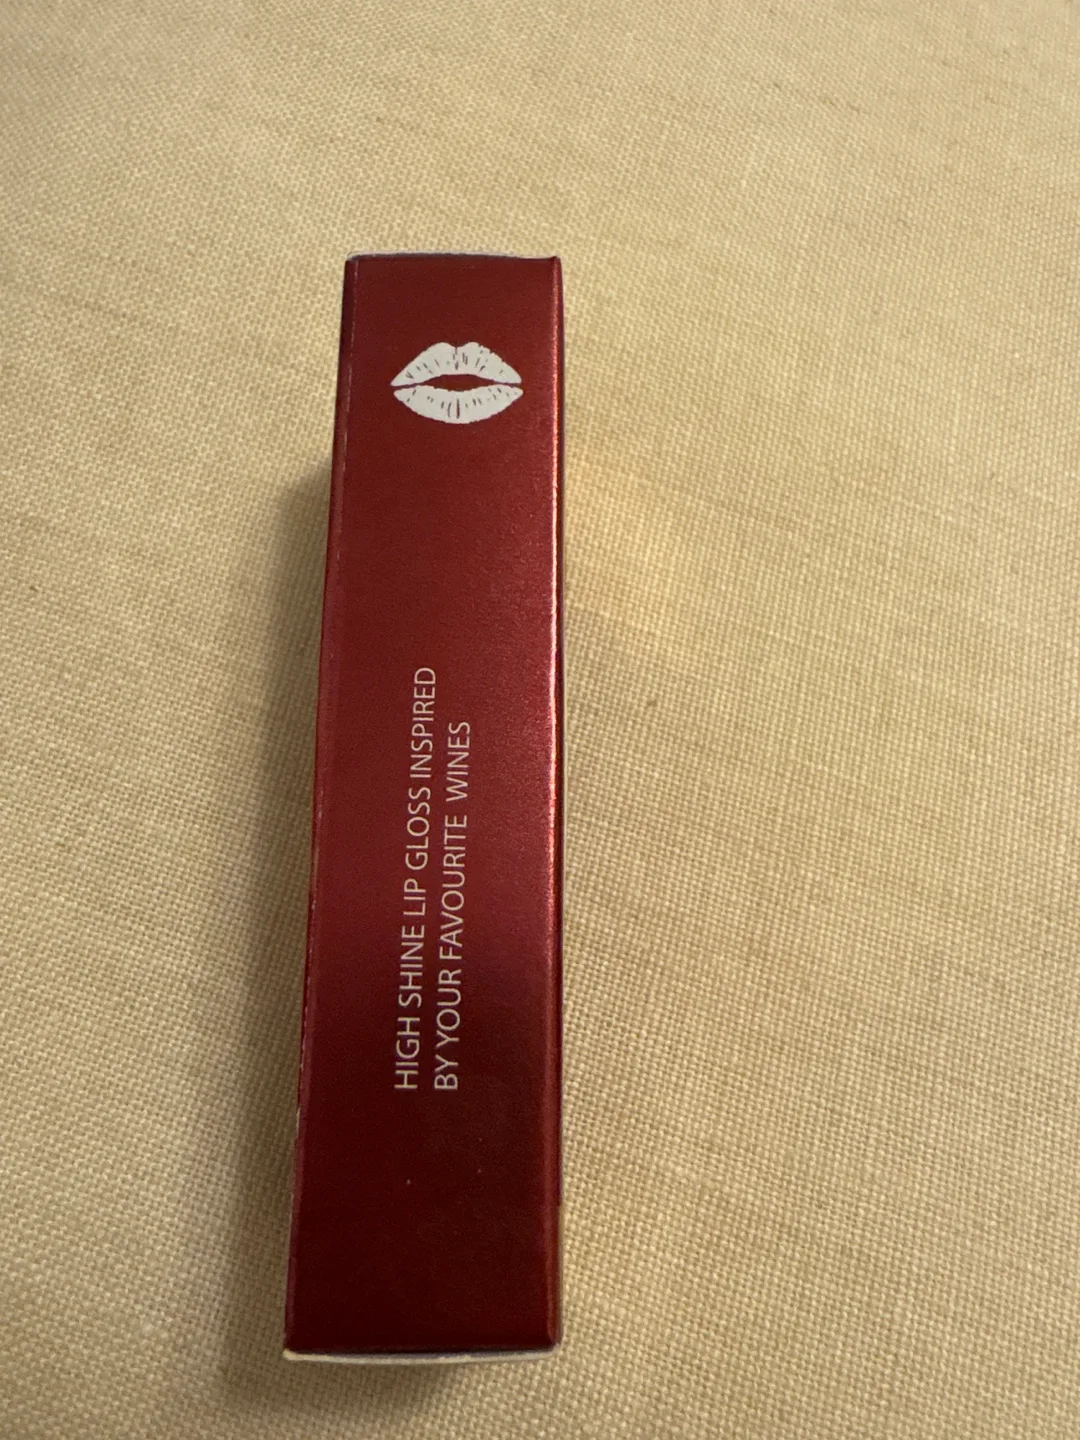 HIGH SHINE LIP GLOSS INSPIRED
BY YOUR FAVOURITE WINES